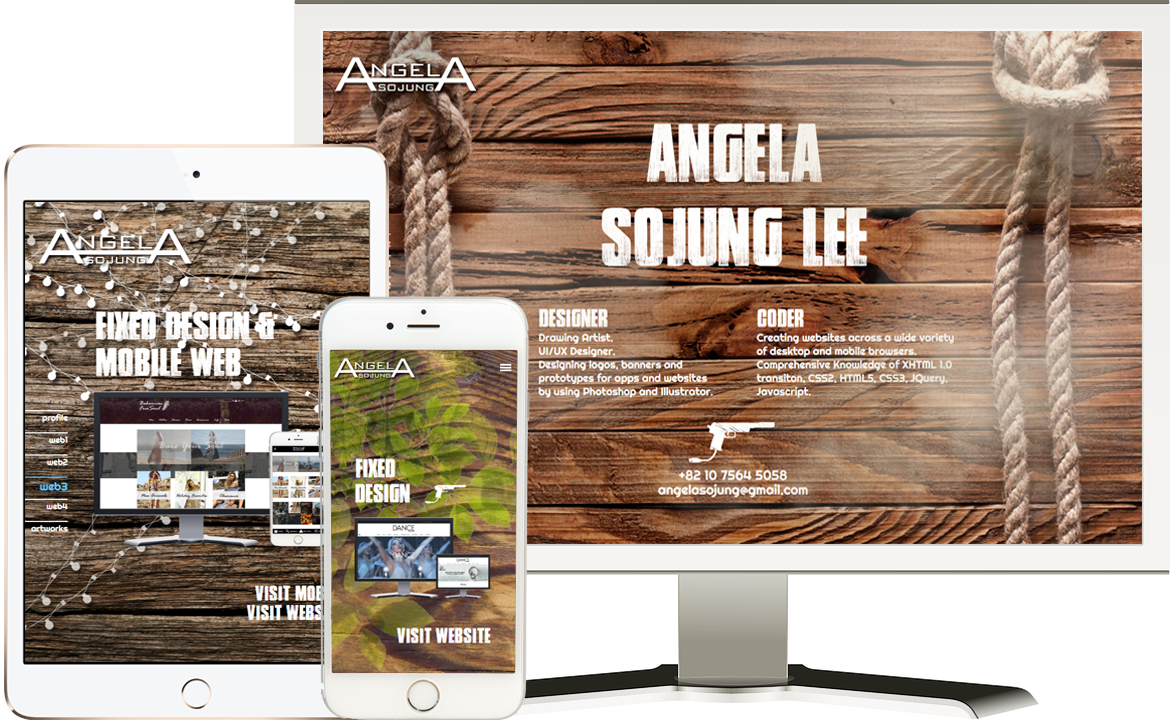 ANGELA
SOJUNG
ANGELA
SOJUNG LEE
DESIGNER
Drawing Artist,
UI/UX Designer,
Designing logos, banners and
prototypes for apps and websites
by using Photoshop and Illustrator.
CODER
Creating websites across a wide variety
of desktop and mobile browsers,
Comprehensive Knowledge of XHTML 1.0
transiton, CSS2, HTML5, CSS3, JQuery,
Javascript.
+82 10 7564 5058
angelasojung@gmail.com
ANGELA
SOJUNG
FIXED DESIGN &
MOBILE WEB
profile
web1
web2
web3
web4
artworks
VISIT MOB
VISIT WEBS
ANGELA
SOJUNG
FIXED
DESIGN
DANCE
VISIT WEBSITE